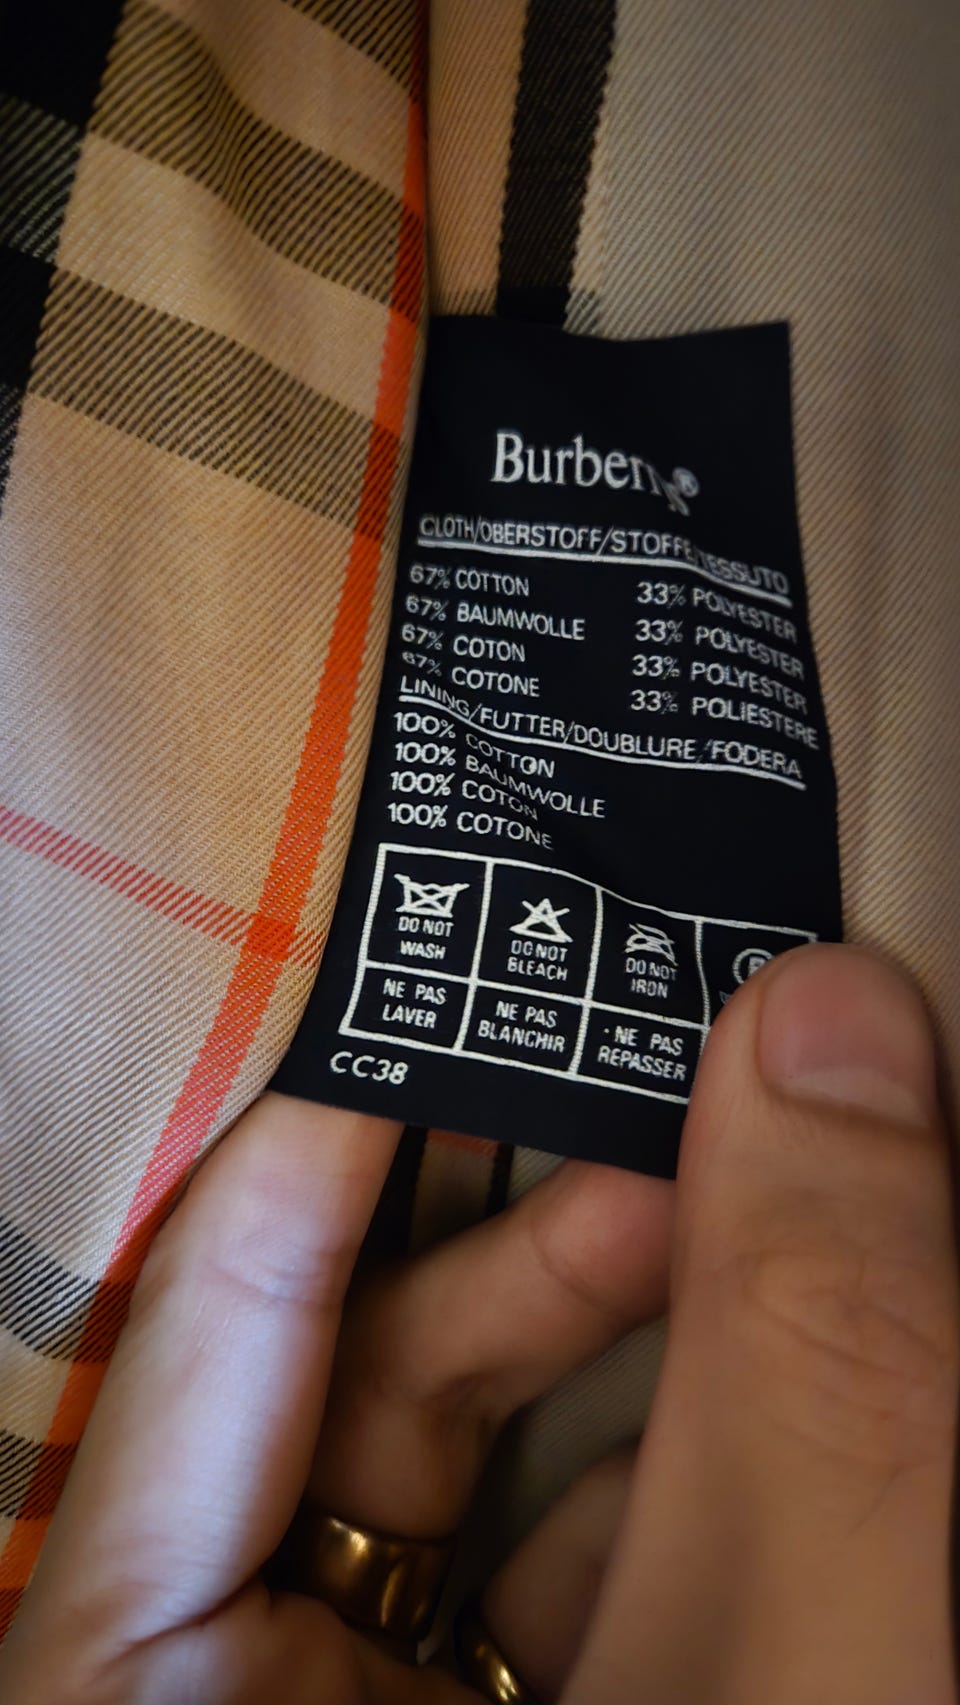 Burberrys®
CLOTH/OBERSTOFF/STOFFE/TESSUTO
67% COTTON 33% POLYESTER
67% BAUMWOLLE 33% POLYESTER
67% COTON 33% POLYESTER
67% COTONE 33% POLIESTERE
LINING/FUTTER/DOUBLURE/FODERA
100% COTTON
100% BAUMWOLLE
100% COTON
100% COTONE
DO NOT
WASH
DO NOT
BLEACH
DO NOT
IRON
NE PAS
LAVER
NE PAS
BLANCHIR
NE PAS
REPASSER
CC38